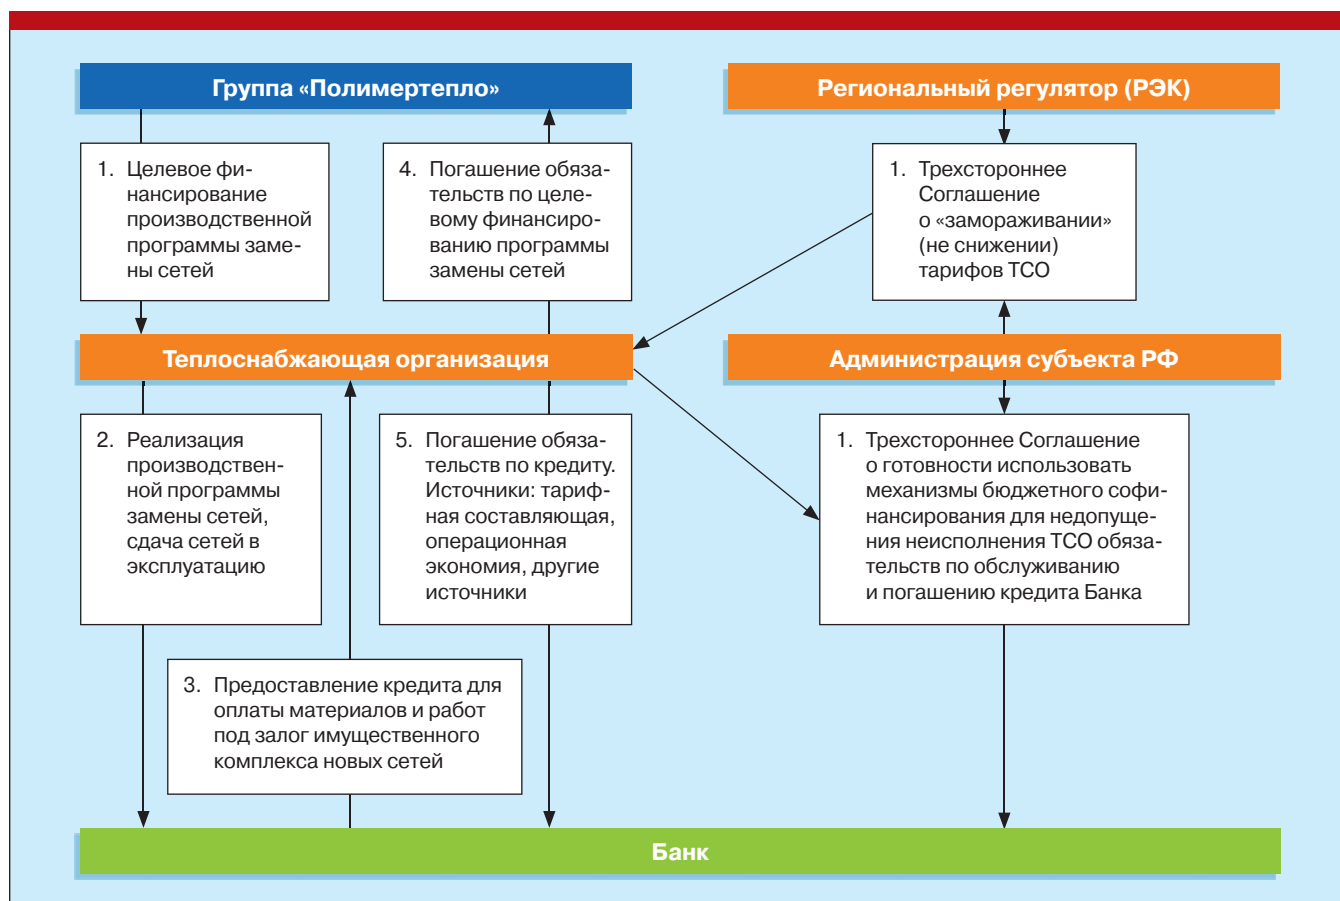 Группа «Полимертепло»
Региональный регулятор (РЭК)
1. Целевое фи-
нансирование
производственной
программы заме-
ны сетей
4. Погашение обяза-
тельств по целе-
вому финансиро-
ванию программы
замены сетей
1. Трехстороннее
Соглашение
о «замораживании»
(не снижении)
тарифов ТСО
Теплоснабжающая организация
Администрация субъекта РФ
2. Реализация
производствен-
ной программы
замены сетей,
сдача сетей в
эксплуатацию
5. Погашение обяза-
тельств по кредиту.
Источники: тариф-
ная составляющая,
операционная
экономия, другие
источники
1. Трехстороннее Соглашение
о готовности использовать
механизмы бюджетного софи-
нансирования для недопуще-
ния неисполнения ТСО обяза-
тельств по обслуживанию
и погашению кредита Банка
3. Предоставление кредита для
оплаты материалов и работ
под залог имущественного
комплекса новых сетей
Банк